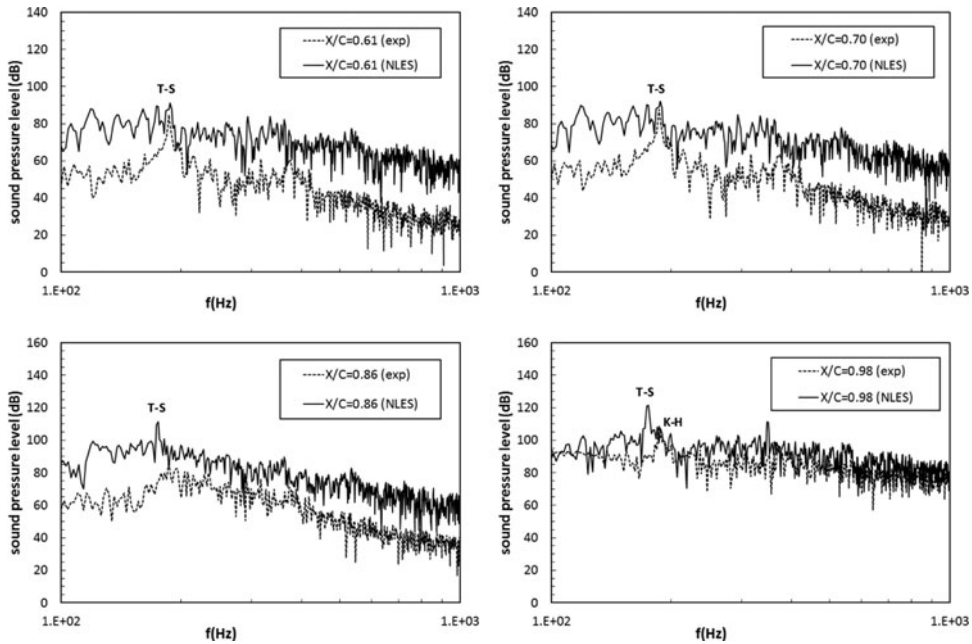 140
120
100
80
60
40
20
0
sound pressure level(dB)
T-S
X/C=0.61 (exp)
X/C=0.61 (NLES)
1.E+02
1.E+03
f(Hz)
140
120
100
80
60
40
20
0
sound pressure level(dB)
T-S
X/C=0.70 (exp)
X/C=0.70 (NLES)
1.E+02
1.E+03
f(Hz)
160
140
120
100
80
60
40
20
0
sound pressure level(dB)
T-S
X/C=0.86 (exp)
X/C=0.86 (NLES)
1.E+02
1.E+03
f(Hz)
160
140
120
100
80
60
40
20
0
sound pressure level(dB)
T-S
K-H
X/C=0.98 (exp)
X/C=0.98 (NLES)
1.E+02
1.E+03
f(Hz)